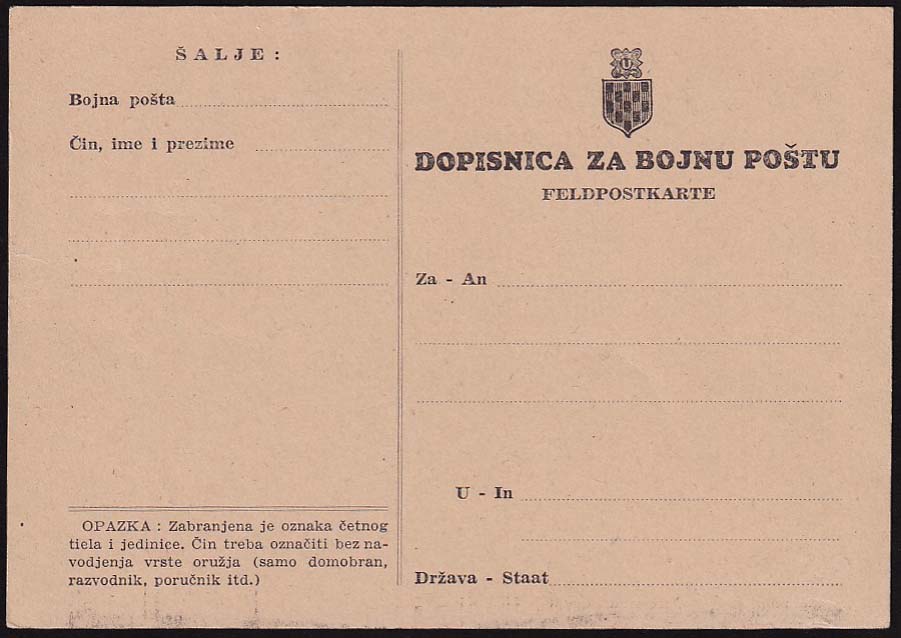 ŠALJE :
Bojna pošta
Čin, ime i prezime
OPAZKA : Zabranjena je oznaka četnog
tiela i jedinice. Čin treba označiti bez na-
vodjenja vrste oružja (samo domobran,
razvodnik, poručnik itd.)
U
DOPISNICA ZA BOJNU POŠTU
FELDPOSTKARTE
Za - An
U - In
Država - Staat